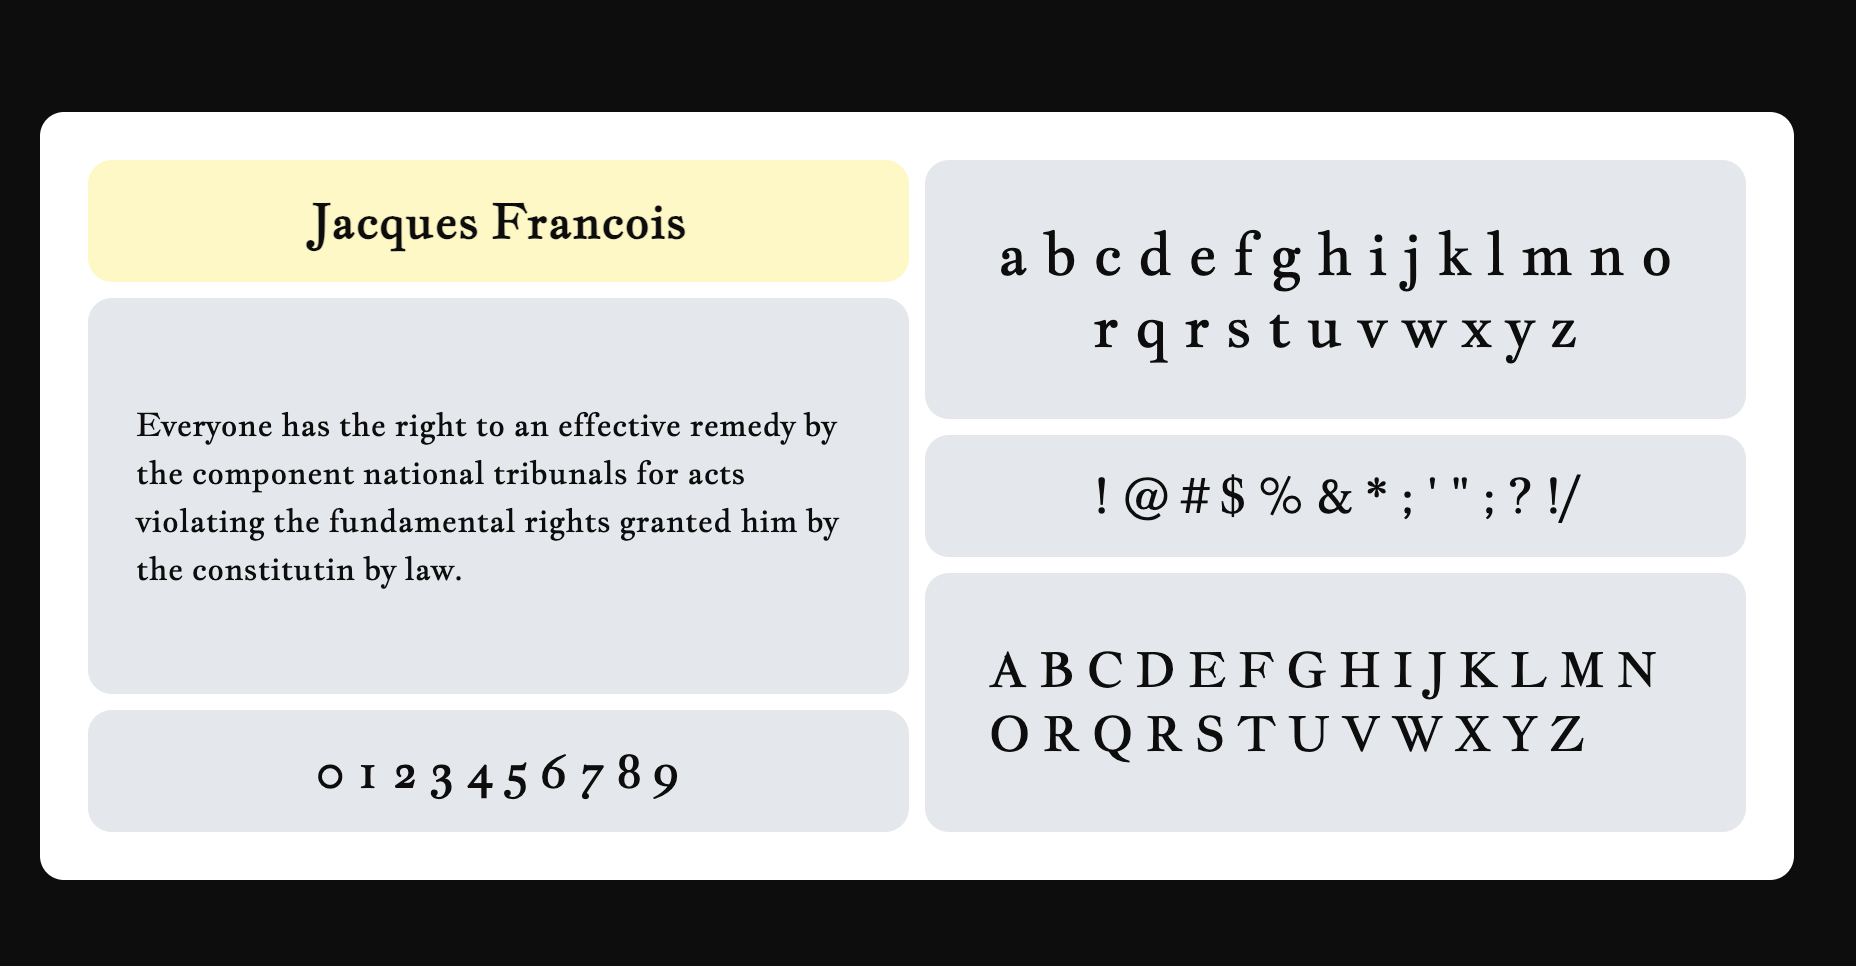 Jacques Francois
Everyone has the right to an effective remedy by
the component national tribunals for acts
violating the fundamental rights granted him by
the constitutin by law.
0 1 2 3 4 5 6 7 8 9
a b c d e f g h i j k l m n o
r q r s t u v w x y z
! @ # $ % & * ; ' " ; ? !/
A B C D E F G H I J K L M N
O R Q R S T U V W X Y Z